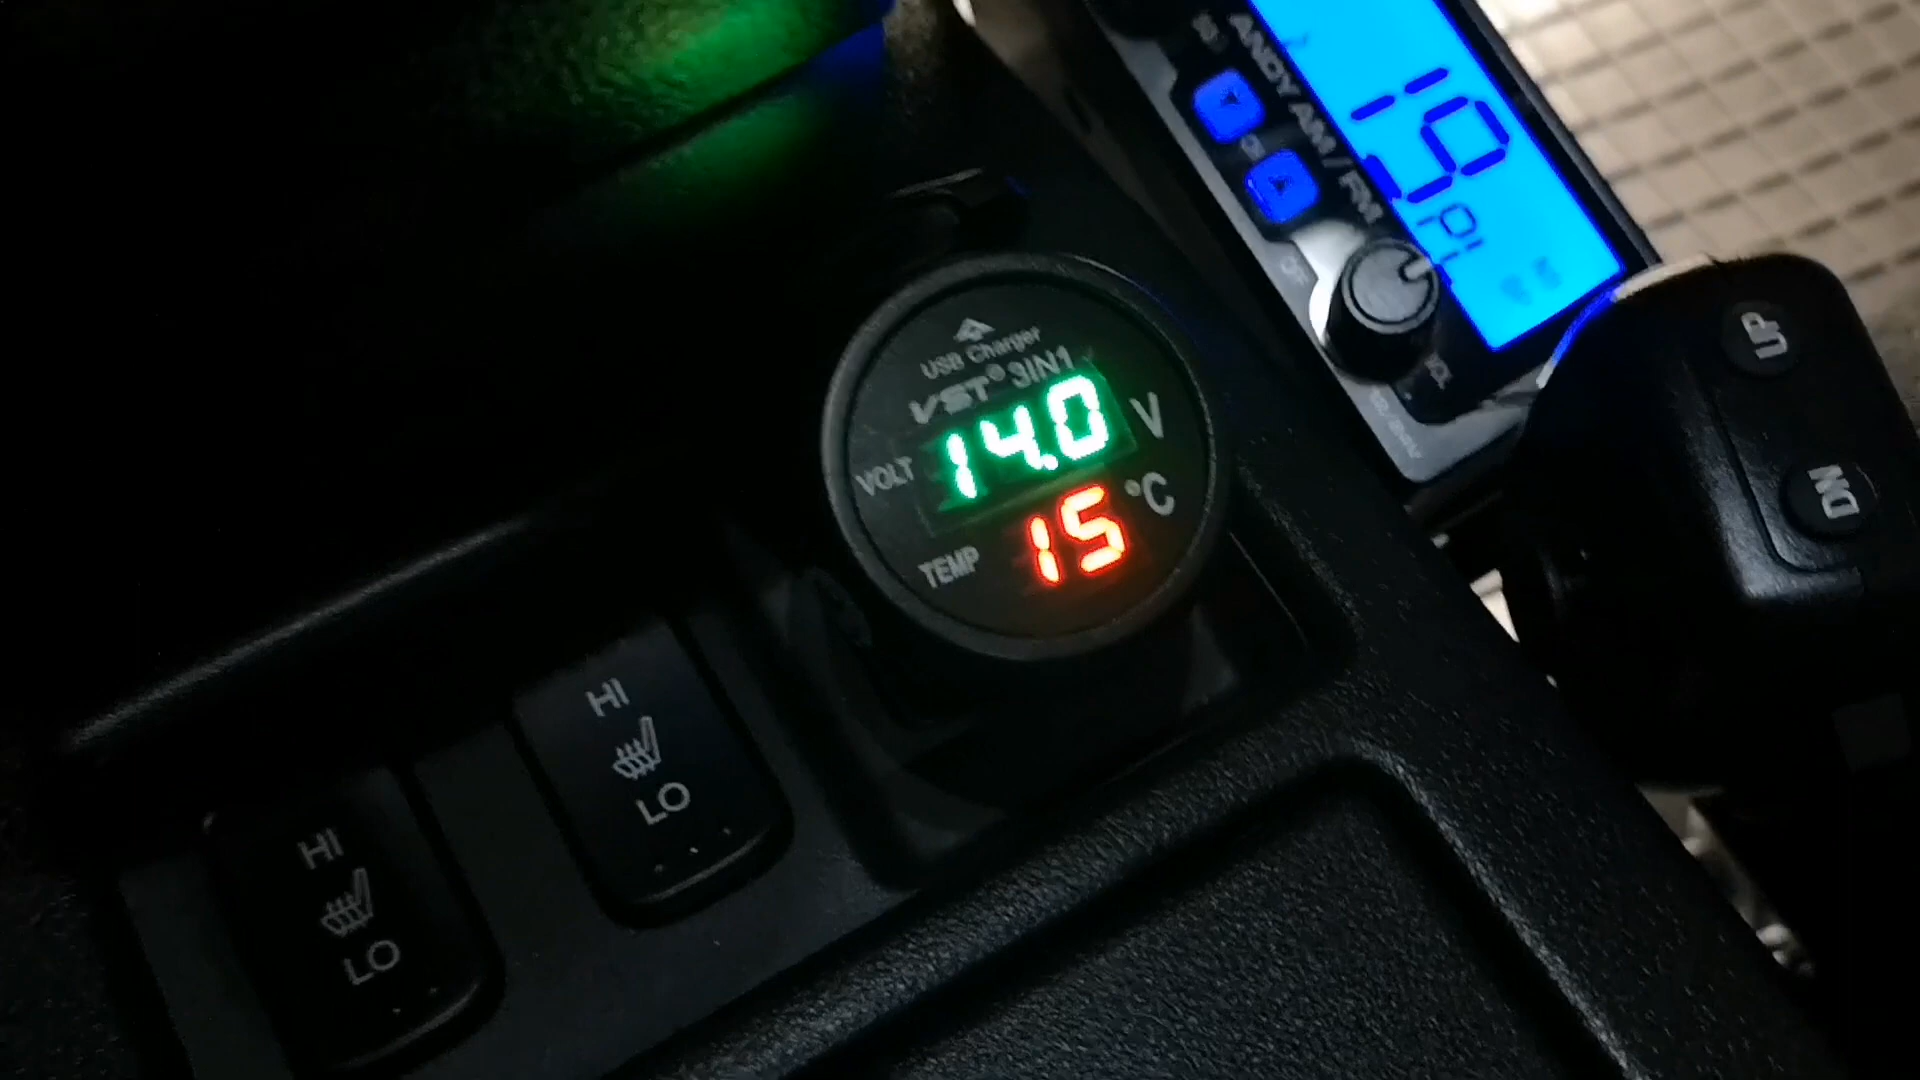 USB Charger
VST® 3IN1
VOLT 14.0 V
TEMP 15 °C
HI
LO
HI
LO
ANDY AM / FM
19
UP
DN